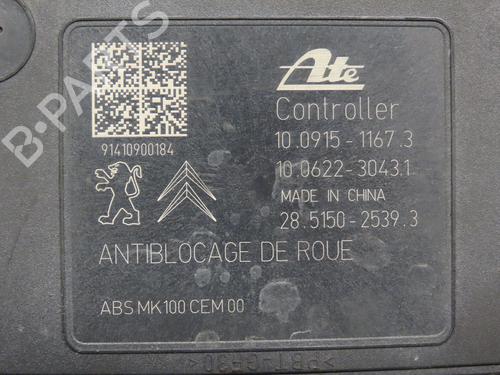 B-PARTS
Ate
Controller
10.0915-1167.3
10.0622-3043.1
MADE IN CHINA
28.5150-2539.3
91410900184
ANTIBLOCAGE DE ROUE
ABS MK100 CEM 00